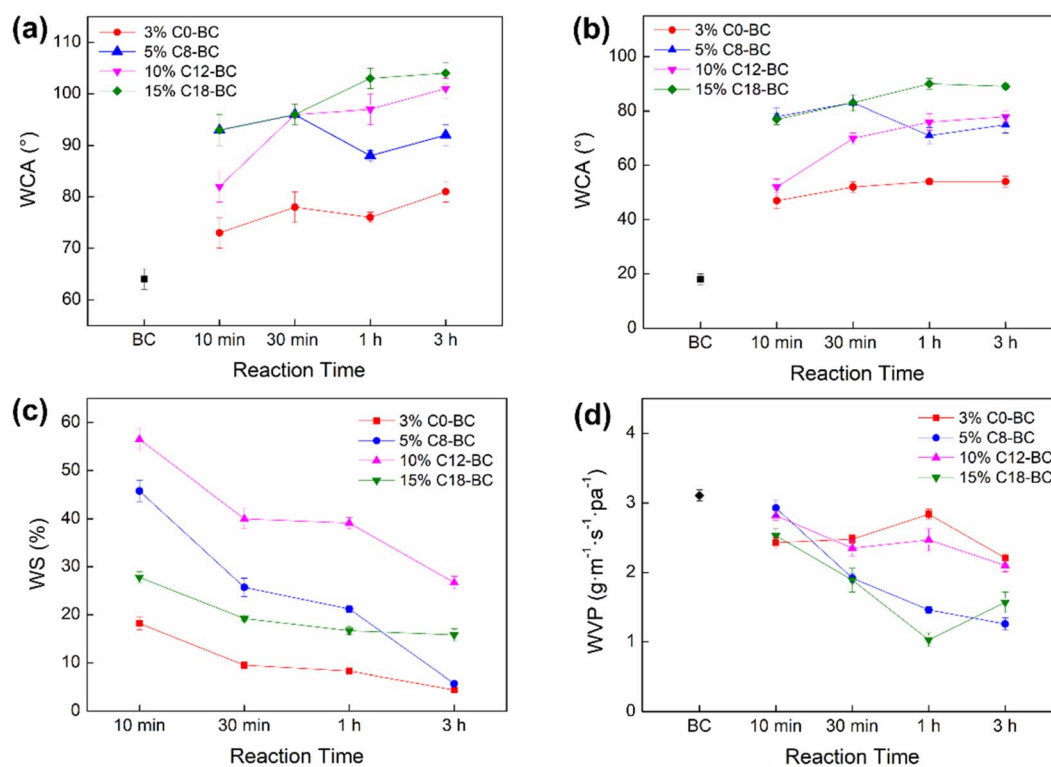 (a)
3% C0-BC
5% C8-BC
10% C12-BC
15% C18-BC
110
100
90
80
70
60
WCA (°)
BC 10 min 30 min 1 h 3 h
Reaction Time
(b)
3% C0-BC
5% C8-BC
10% C12-BC
15% C18-BC
100
80
60
40
20
0
WCA (°)
BC 10 min 30 min 1 h 3 h
Reaction Time
(c)
3% C0-BC
5% C8-BC
10% C12-BC
15% C18-BC
60
50
40
30
20
10
0
WS (%)
10 min 30 min 1 h 3 h
Reaction Time
(d)
3% C0-BC
5% C8-BC
10% C12-BC
15% C18-BC
4
3
2
1
0
WVP (g·m⁻¹·s⁻¹·pa⁻¹)
BC 10 min 30 min 1 h 3 h
Reaction Time